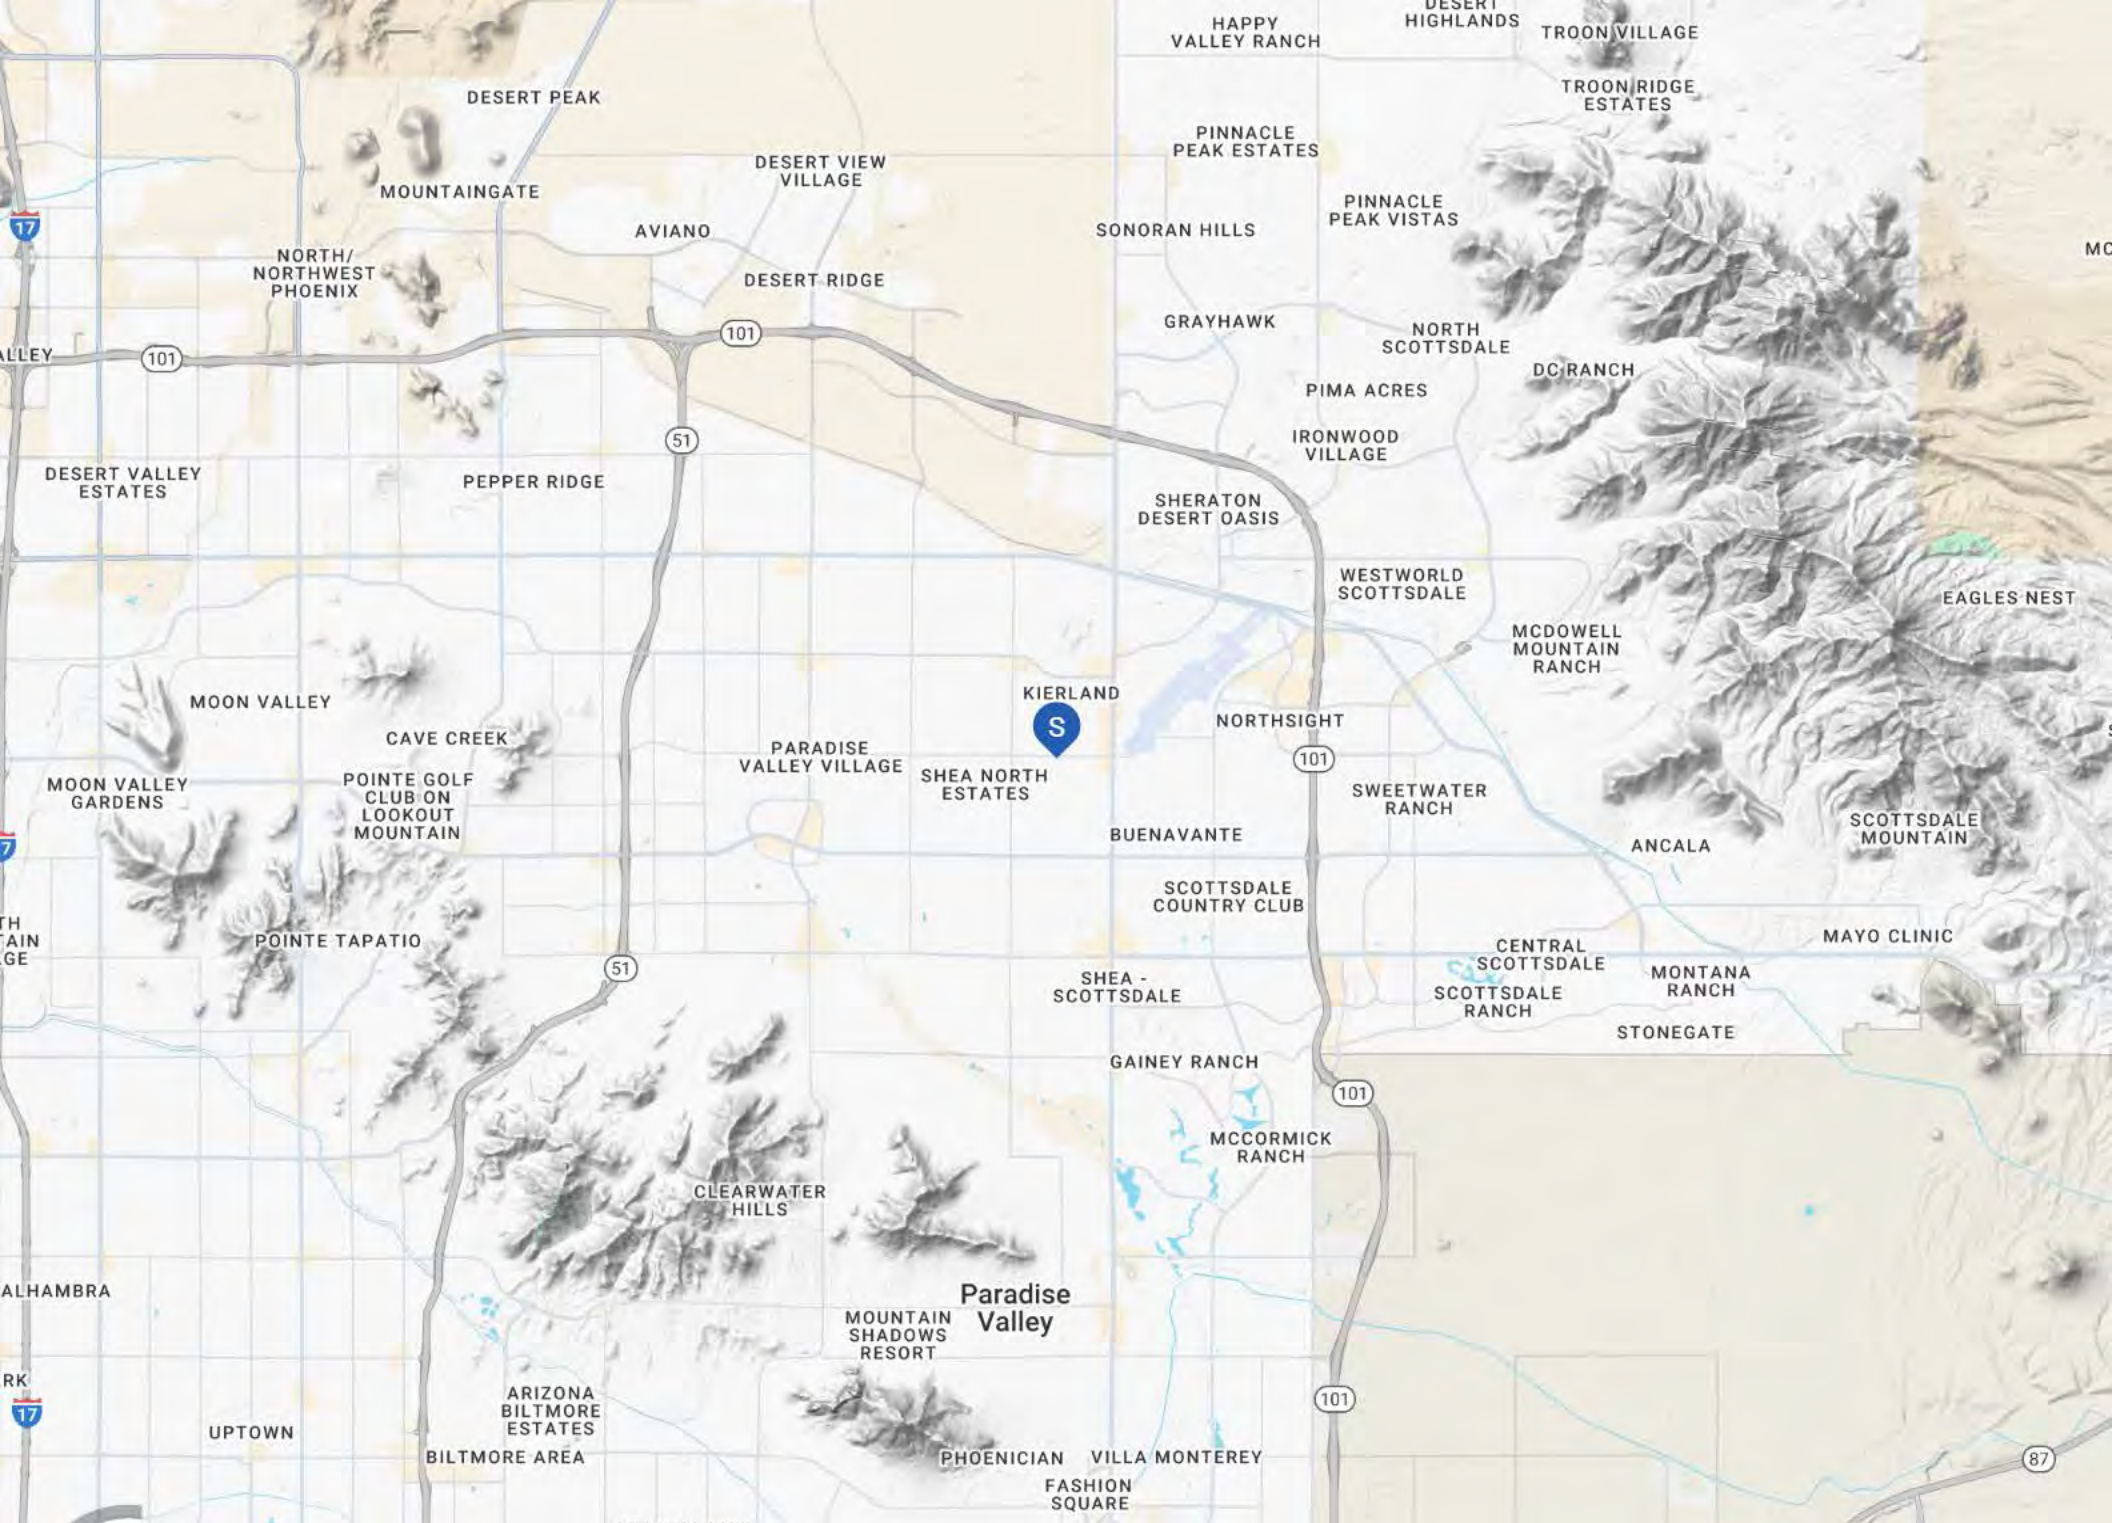 DESERT
HIGHLANDS
HAPPY
VALLEY RANCH
TROON VILLAGE
TROON RIDGE
ESTATES
DESERT PEAK
PINNACLE
PEAK ESTATES
DESERT VIEW
VILLAGE
MOUNTAINGATE
PINNACLE
PEAK VISTAS
17
AVIANO
SONORAN HILLS
MC
NORTH/
NORTHWEST
PHOENIX
DESERT RIDGE
GRAYHAWK
NORTH
SCOTTSDALE
101
ALLEY
101
DC RANCH
PIMA ACRES
51
IRONWOOD
VILLAGE
DESERT VALLEY
ESTATES
PEPPER RIDGE
SHERATON
DESERT OASIS
WESTWORLD
SCOTTSDALE
EAGLES NEST
MCDOWELL
MOUNTAIN
RANCH
KIERLAND
S
MOON VALLEY
NORTHSIGHT
CAVE CREEK
PARADISE
VALLEY VILLAGE
101
SHEA NORTH
ESTATES
MOON VALLEY
GARDENS
POINTE GOLF
CLUB ON
LOOKOUT
MOUNTAIN
SWEETWATER
RANCH
SCOTTSDALE
MOUNTAIN
BUENAVANTE
7
ANCALA
SCOTTSDALE
COUNTRY CLUB
TH
TAIN
GE
POINTE TAPATIO
MAYO CLINIC
CENTRAL
SCOTTSDALE
51
SHEA -
SCOTTSDALE
MONTANA
RANCH
SCOTTSDALE
RANCH
STONEGATE
GAINEY RANCH
101
MCCORMICK
RANCH
CLEARWATER
HILLS
ALHAMBRA
Paradise
Valley
MOUNTAIN
SHADOWS
RESORT
RK
17
ARIZONA
BILTMORE
ESTATES
101
UPTOWN
BILTMORE AREA
PHOENICIAN
VILLA MONTEREY
87
FASHION
SQUARE